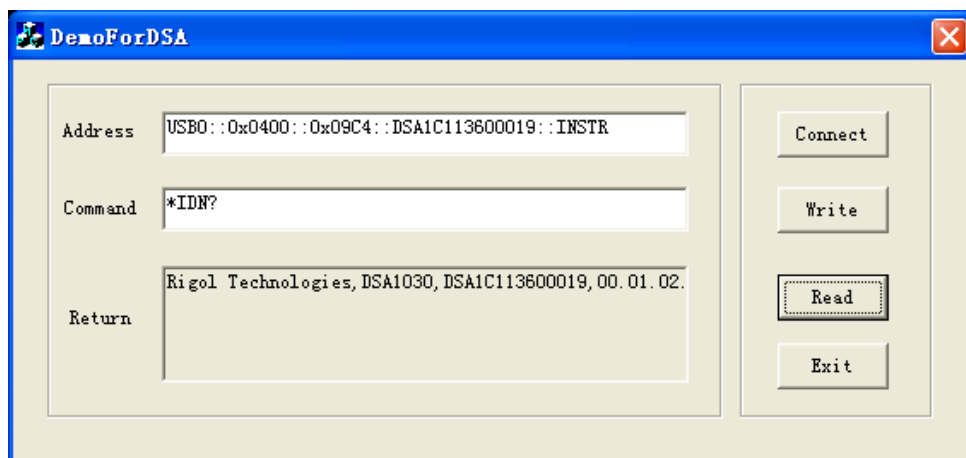 DemoForDSA
Address
USB0::0x0400::0x09C4::DSA1C113600019::INSTR
Connect
Command
*IDN?
Write
Return
Rigol Technologies,DSA1030,DSA1C113600019,00.01.02.
Read
Exit